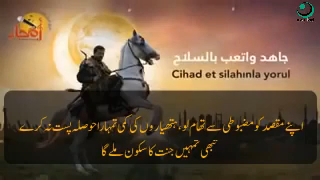 أمجاد
جاهد واتعب بالسلاح
Cihad et silahınla yorul
اپنے مقصد کو مضبوطی سے تھام لو، ہتھیاروں کی کمی تمہارا حوصلہ پست نہ کرے
تبھی تمہیں جنت کا سکون ملے گا